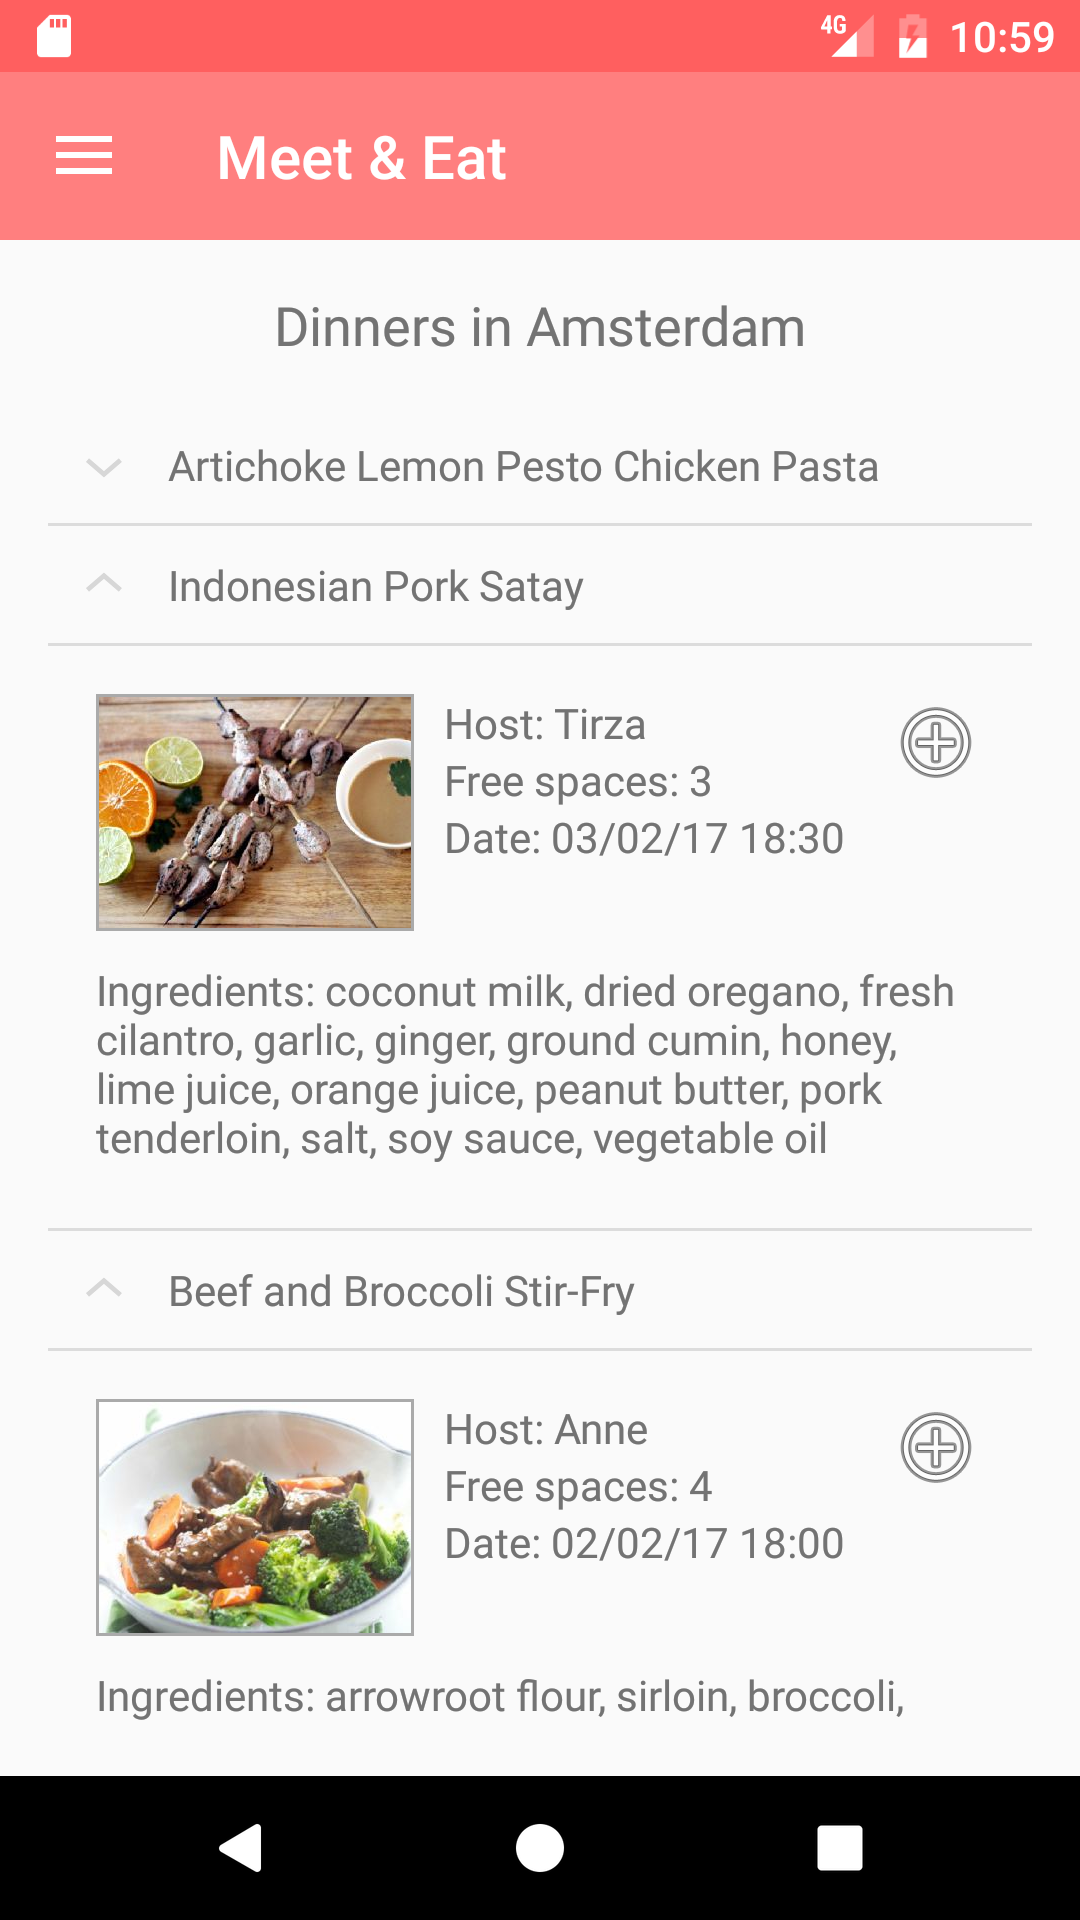 4G 10:59
Meet & Eat
Dinners in Amsterdam
Artichoke Lemon Pesto Chicken Pasta
Indonesian Pork Satay
Host: Tirza
Free spaces: 3
Date: 03/02/17 18:30
Ingredients: coconut milk, dried oregano, fresh
cilantro, garlic, ginger, ground cumin, honey,
lime juice, orange juice, peanut butter, pork
tenderloin, salt, soy sauce, vegetable oil
Beef and Broccoli Stir-Fry
Host: Anne
Free spaces: 4
Date: 02/02/17 18:00
Ingredients: arrowroot flour, sirloin, broccoli,